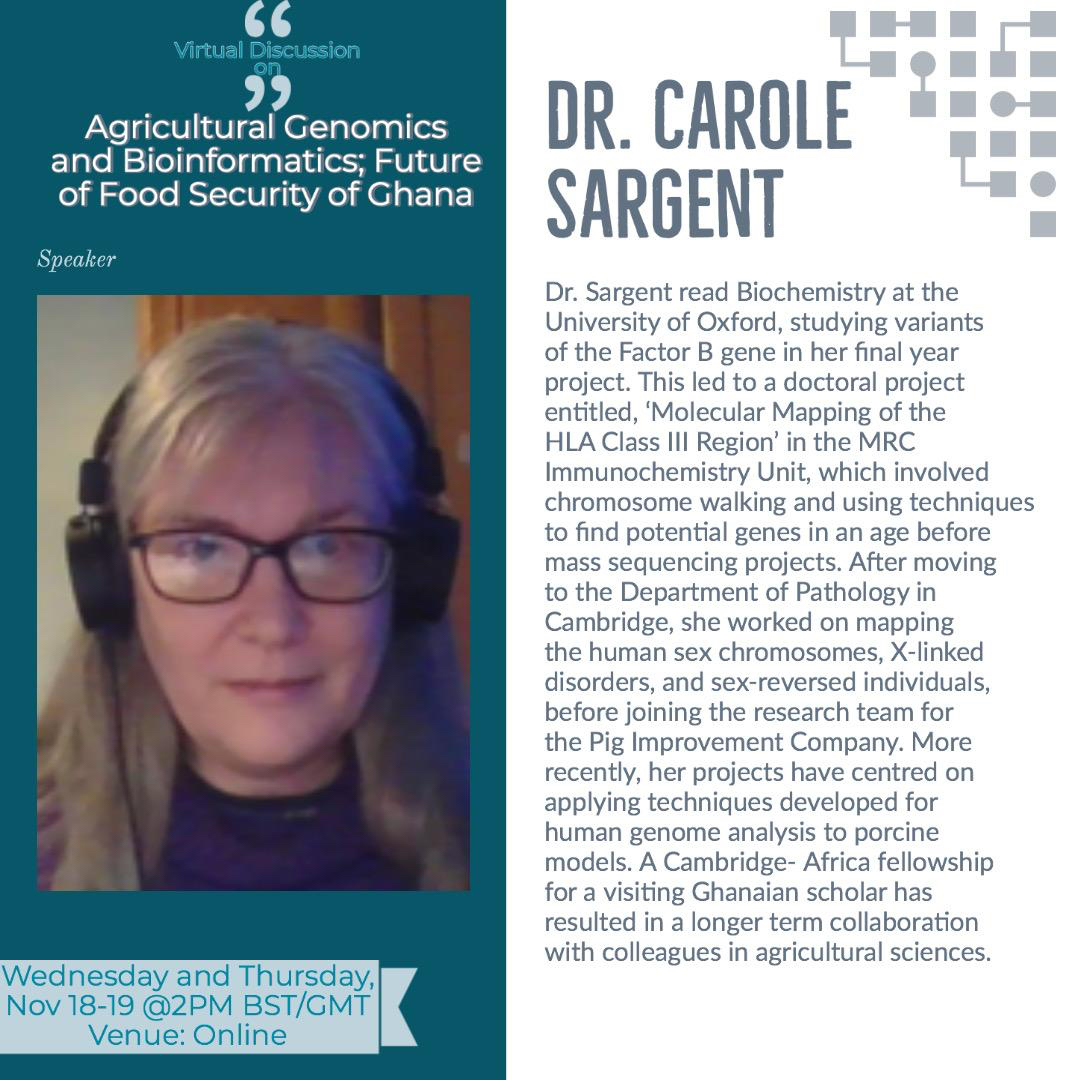 “
Virtual Discussion
on
”
Agricultural Genomics
and Bioinformatics; Future
of Food Security of Ghana
Speaker
Wednesday and Thursday,
Nov 18-19 @2PM BST/GMT
Venue: Online
DR. CAROLE
SARGENT
Dr. Sargent read Biochemistry at the
University of Oxford, studying variants
of the Factor B gene in her final year
project. This led to a doctoral project
entitled, ‘Molecular Mapping of the
HLA Class III Region’ in the MRC
Immunochemistry Unit, which involved
chromosome walking and using techniques
to find potential genes in an age before
mass sequencing projects. After moving
to the Department of Pathology in
Cambridge, she worked on mapping
the human sex chromosomes, X-linked
disorders, and sex-reversed individuals,
before joining the research team for
the Pig Improvement Company. More
recently, her projects have centred on
applying techniques developed for
human genome analysis to porcine
models. A Cambridge- Africa fellowship
for a visiting Ghanaian scholar has
resulted in a longer term collaboration
with colleagues in agricultural sciences.